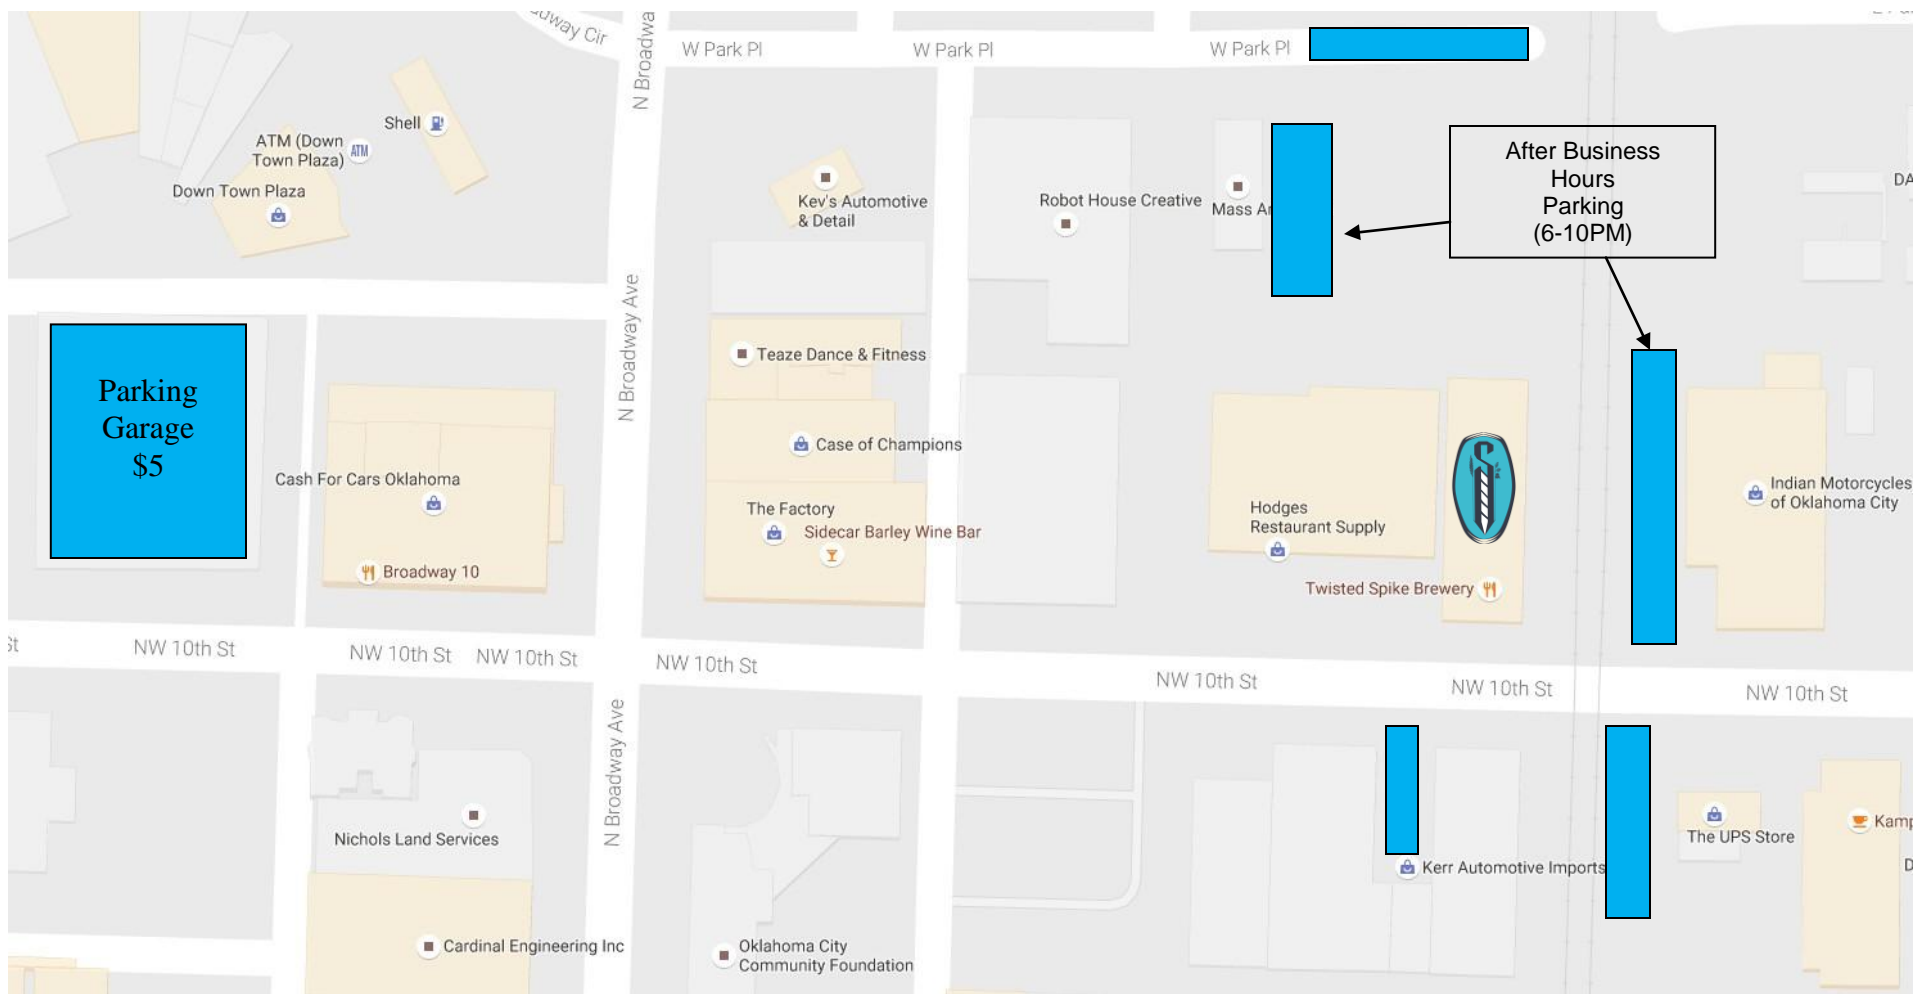 W Park Pl
W Park Pl
W Park Pl
N Broadwa
Shell
ATM (Down
Town Plaza)
ATM
Down Town Plaza
Kev's Automotive
& Detail
Robot House Creative
Mass
After Business
Hours
Parking
(6-10PM)
N Broadway Ave
Teaze Dance & Fitness
Parking
Garage
$5
Case of Champions
Cash For Cars Oklahoma
The Factory
Sidecar Barley Wine Bar
Hodges
Restaurant Supply
Indian Motorcycles
of Oklahoma City
Broadway 10
Twisted Spike Brewery
St
NW 10th St
NW 10th St
NW 10th St
NW 10th St
NW 10th St
NW 10th St
NW 10th St
N Broadway Ave
Nichols Land Services
The UPS Store
Kerr Automotive Imports
Cardinal Engineering Inc
Oklahoma City
Community Foundation